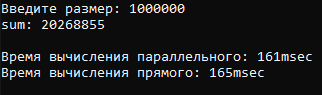 Введите размер: 1000000
sum: 20268855
Время вычисления параллельного: 161msec
Время вычисления прямого: 165msec